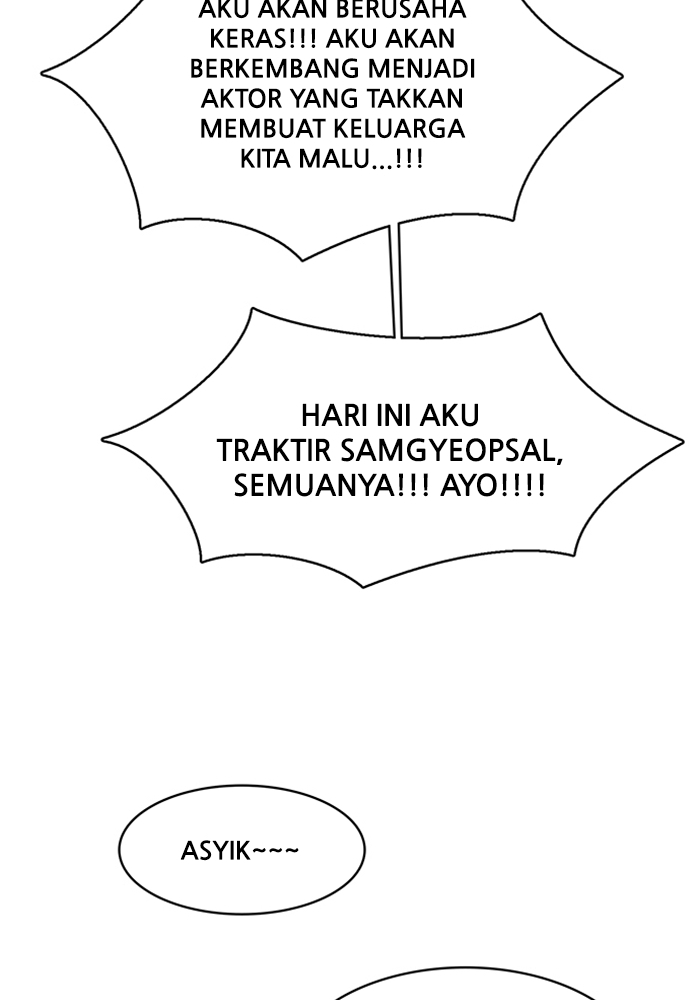 AKU AKAN BERUSAHA
KERAS!!! AKU AKAN
BERKEMBANG MENJADI
AKTOR YANG TAKKAN
MEMBUAT KELUARGA
KITA MALU...!!!
HARI INI AKU
TRAKTIR SAMGYEOPSAL,
SEMUANYA!!! AYO!!!!
ASYIK~~~